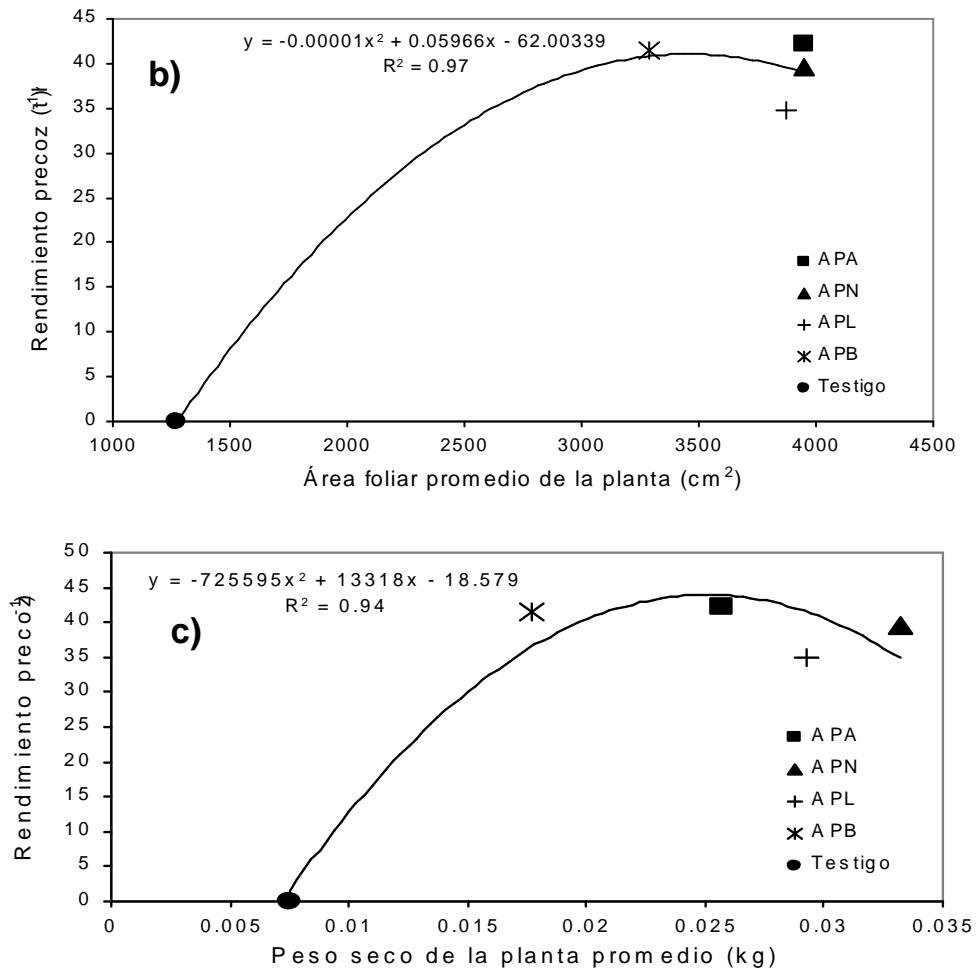 b)
y = -0.00001x² + 0.05966x - 62.00339
R² = 0.97
Rendimiento precoz
45
40
35
30
25
20
15
10
5
0
APA
APN
APL
APB
Testigo
1000 1500 2000 2500 3000 3500 4000 4500
Área foliar promedio de la planta (cm²)
c)
y = -725595x² + 13318x - 18.579
R² = 0.94
Rendimiento
50
45
40
35
30
25
20
15
10
5
0
APA
APN
APL
APB
Testigo
0 0.005 0.01 0.015 0.02 0.025 0.03 0.035
Peso seco de la planta promedio (kg)